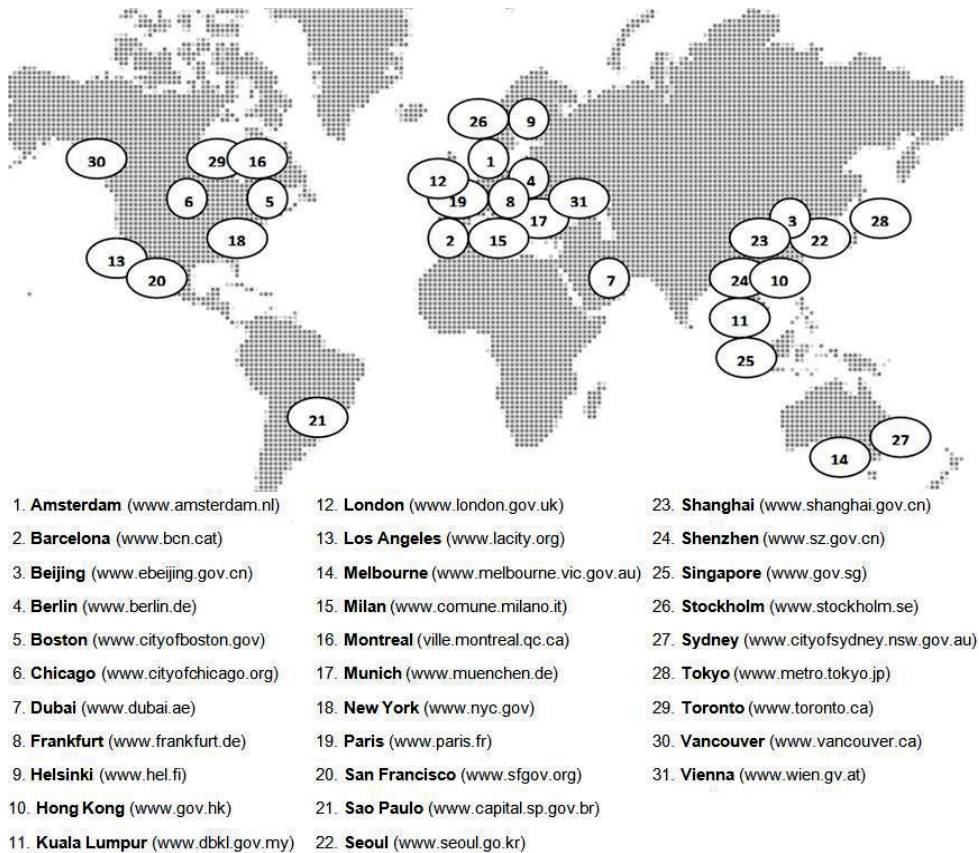 26
9
30
29
16
1
12
4
6
5
19
8
31
17
3
28
18
2
15
23
22
13
20
7
24
10
11
25
21
27
14
1. Amsterdam (www.amsterdam.nl)
2. Barcelona (www.bcn.cat)
3. Beijing (www.ebeijing.gov.cn)
4. Berlin (www.berlin.de)
5. Boston (www.cityofboston.gov)
6. Chicago (www.cityofchicago.org)
7. Dubai (www.dubai.ae)
8. Frankfurt (www.frankfurt.de)
9. Helsinki (www.hel.fi)
10. Hong Kong (www.gov.hk)
11. Kuala Lumpur (www.dbkl.gov.my)
12. London (www.london.gov.uk)
13. Los Angeles (www.lacity.org)
14. Melbourne (www.melbourne.vic.gov.au)
15. Milan (www.comune.milano.it)
16. Montreal (ville.montreal.qc.ca)
17. Munich (www.muenchen.de)
18. New York (www.nyc.gov)
19. Paris (www.paris.fr)
20. San Francisco (www.sfgov.org)
21. Sao Paulo (www.capital.sp.gov.br)
22. Seoul (www.seoul.go.kr)
23. Shanghai (www.shanghai.gov.cn)
24. Shenzhen (www.sz.gov.cn)
25. Singapore (www.gov.sg)
26. Stockholm (www.stockholm.se)
27. Sydney (www.cityofsydney.nsw.gov.au)
28. Tokyo (www.metro.tokyo.jp)
29. Toronto (www.toronto.ca)
30. Vancouver (www.vancouver.ca)
31. Vienna (www.wien.gv.at)